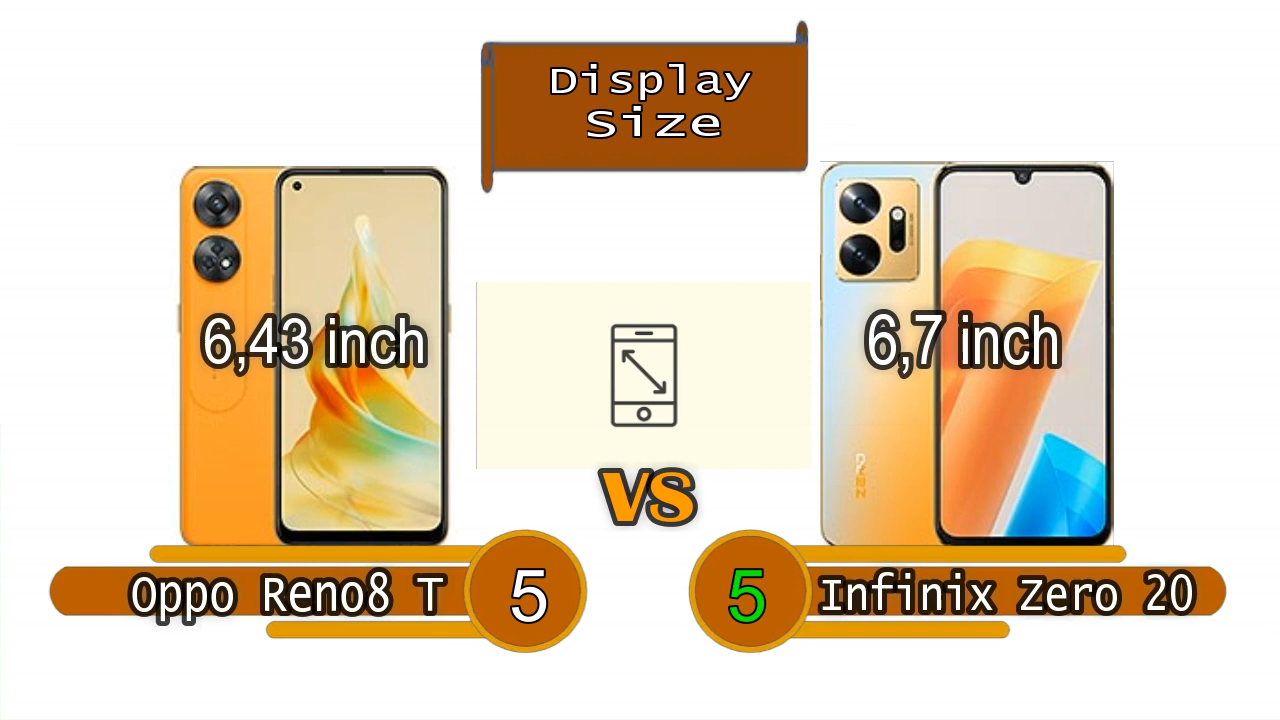 Display
Size
6,43 inch
6,7 inch
VS
Oppo Reno8 T
5
5
Infinix Zero 20